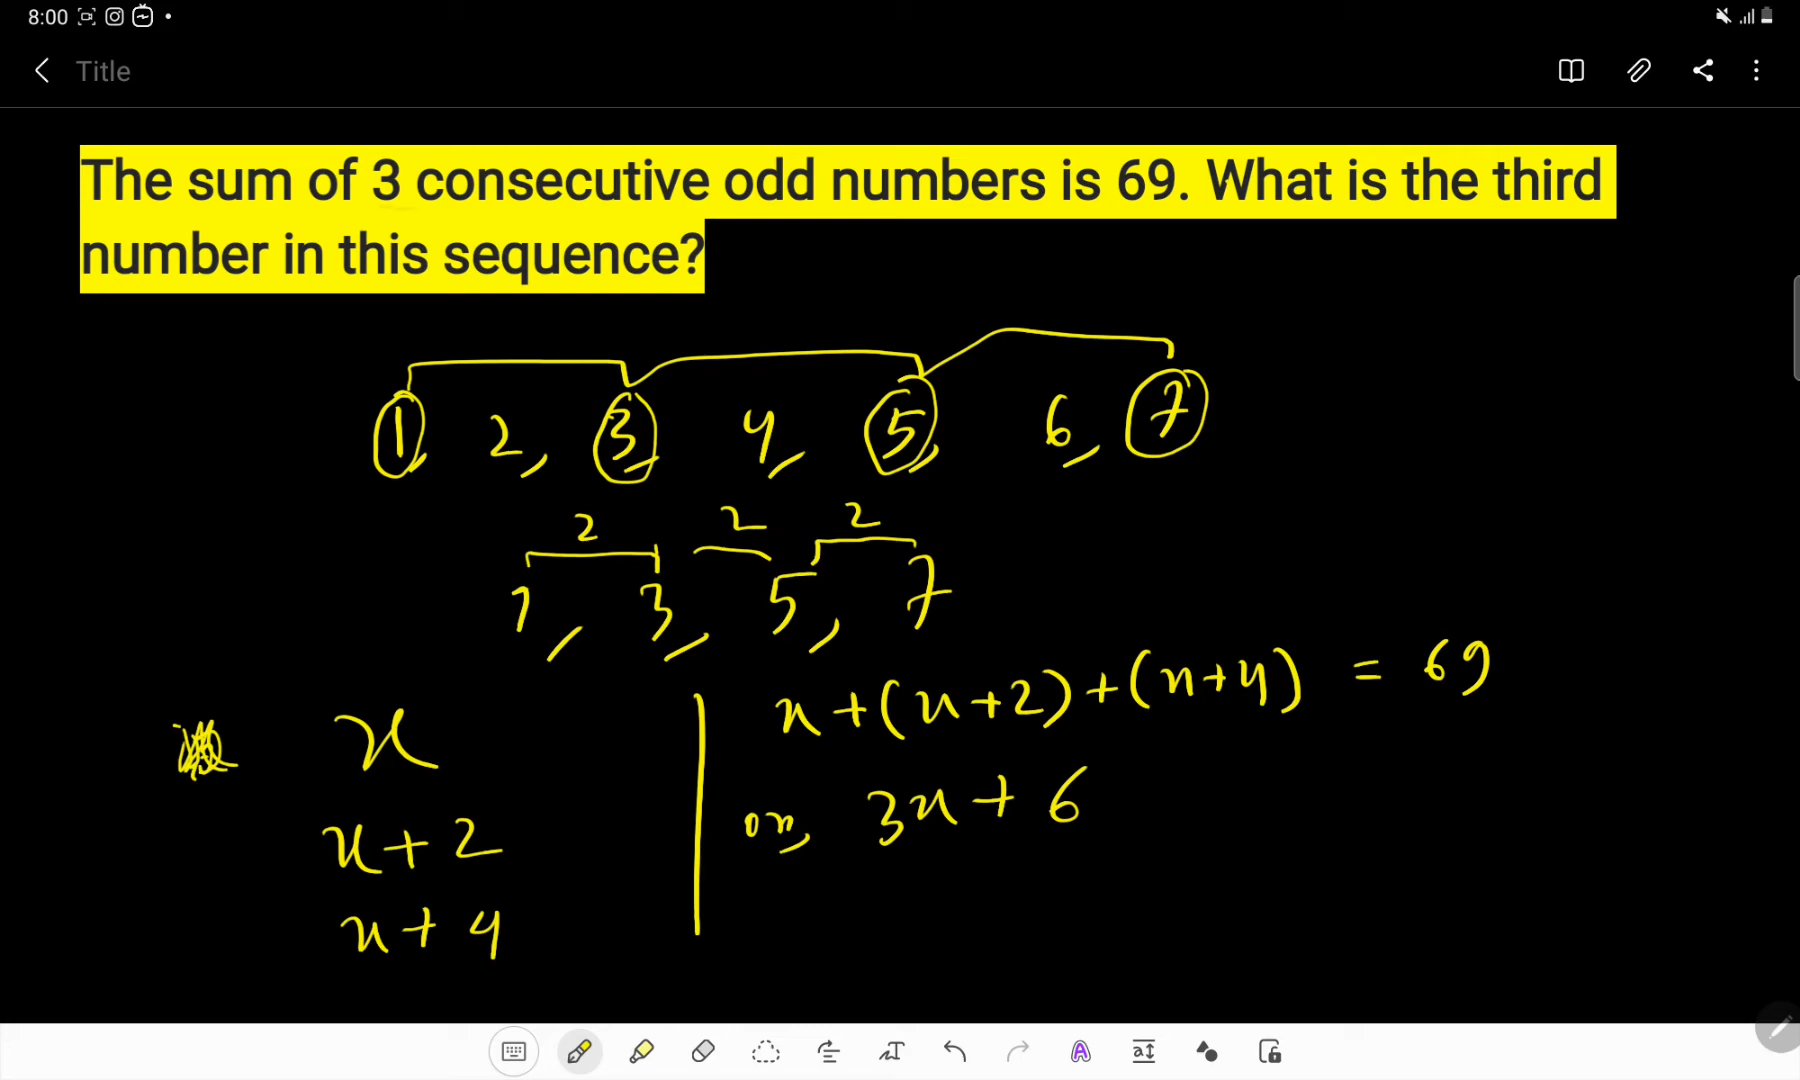 8:00
Title
The sum of 3 consecutive odd numbers is 69. What is the third
number in this sequence?
1, 2, 3, 4, 5, 6, 7
2 2 2
1, 3, 5, 7
x
x + 2
x + 4
x + (x + 2) + (x + 4) = 69
or, 3x + 6